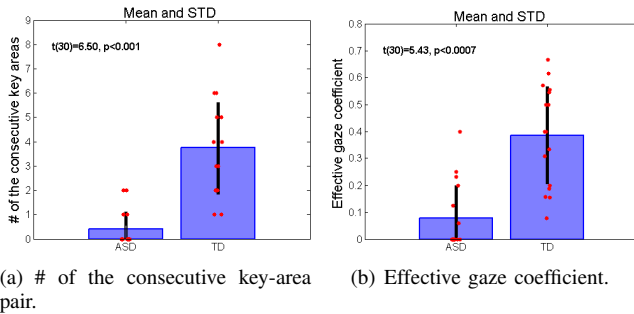 Mean and STD
t(30)=6.50, p<0.001
# of the consecutive key areas
9
8
7
6
5
4
3
2
1
0
ASD
TD
(a) # of the consecutive key-area
pair.
Mean and STD
t(30)=5.43, p<0.0007
Effective gaze coefficient
0.8
0.7
0.6
0.5
0.4
0.3
0.2
0.1
0
ASD
TD
(b) Effective gaze coefficient.